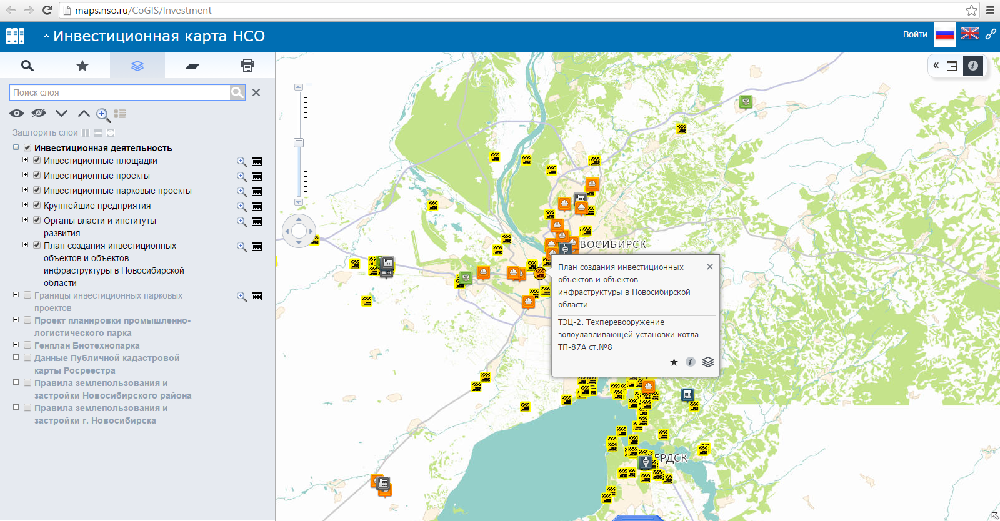 maps.nso.ru/CoGIS/Investment
Инвестиционная карта НСО
Войти
Поиск слоя
Зашторить слои
Инвестиционная деятельность
Инвестиционные площадки
Инвестиционные проекты
Инвестиционные парковые проекты
Крупнейшие предприятия
Органы власти и институты
развития
План создания инвестиционных
объектов и объектов
инфраструктуры в Новосибирской
области
Границы инвестиционных парковых
проектов
Проект планировки промышленно-
логистического парка
Генплан Биотехнопарка
Данные Публичной кадастровой
карты Росреестра
Правила землепользования и
застройки Новосибирского района
Правила землепользования и
застройки г. Новосибирска
ВОСИБИРСК
План создания инвестиционных
объектов и объектов
инфраструктуры в Новосибирской
области
ТЭЦ-2. Техперевооружение
золоулавливающей установки котла
ТП-87А ст.№8
ЕРДСК